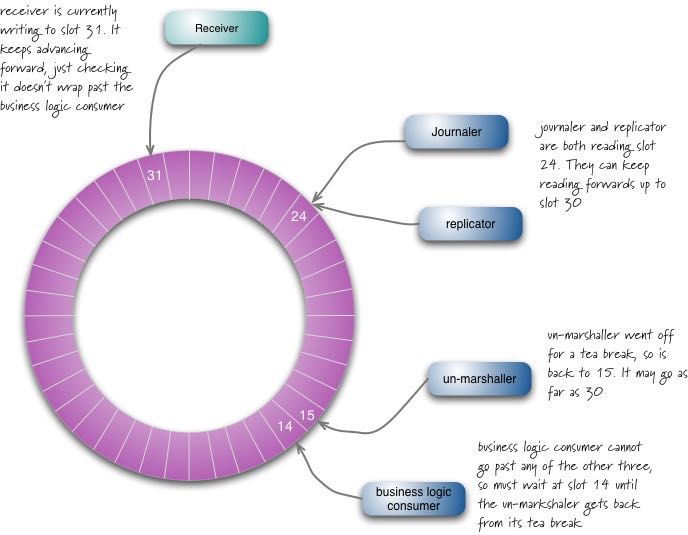 receiver is currently
writing to slot 31. It
keeps advancing
forward, just checking
it doesn't wrap past the
business logic consumer
Receiver
31
Journaler
24
replicator
journaler and replicator
are both reading slot
24. They can keep
reading forwards up to
slot 30
un-marshaller went off
for a tea break, so is
back to 15. It may go as
far as 30
un-marshaller
15
14
business logic
consumer
business logic consumer cannot
go past any of the other three,
so must wait at slot 14 until
the un-markshaler gets back
from its tea break